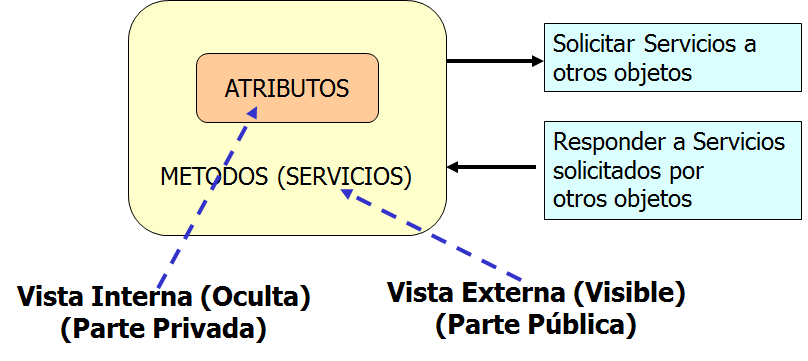 ATRIBUTOS
METODOS (SERVICIOS)
Solicitar Servicios a
otros objetos
Responder a Servicios
solicitados por
otros objetos
Vista Interna (Oculta)
(Parte Privada)
Vista Externa (Visible)
(Parte Pública)